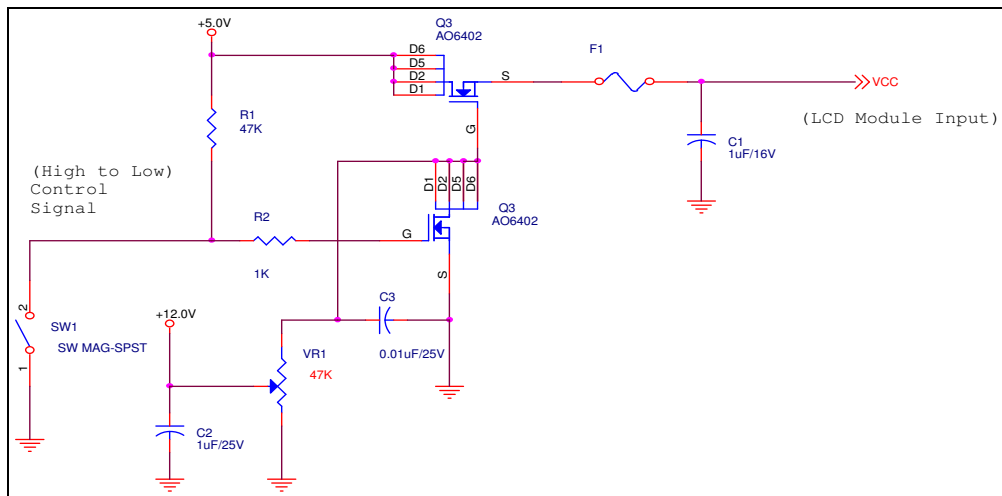 +5.0V
Q3
AO6402
D6
D5
D2
D1
S
G
F1
VCC
(LCD Module Input)
R1
47K
C1
1uF/16V
(High to Low)
Control
Signal
D1
D2
D5
D6
Q3
AO6402
R2
1K
G
S
2
SW1
SW MAG-SPST
1
+12.0V
C3
0.01uF/25V
VR1
47K
C2
1uF/25V